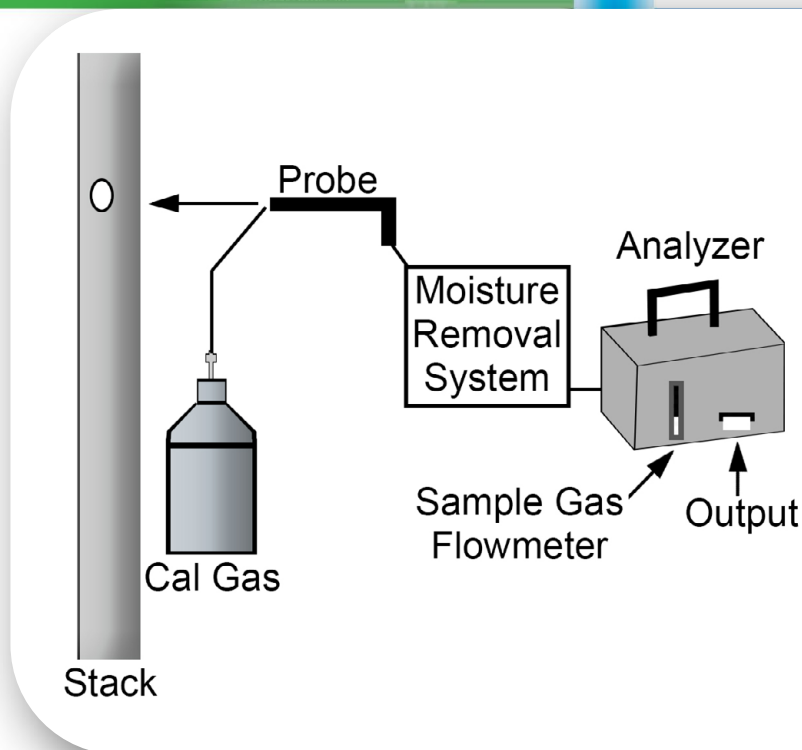 Probe
Analyzer
Moisture
Removal
System
Sample Gas
Flowmeter
Output
Cal Gas
Stack